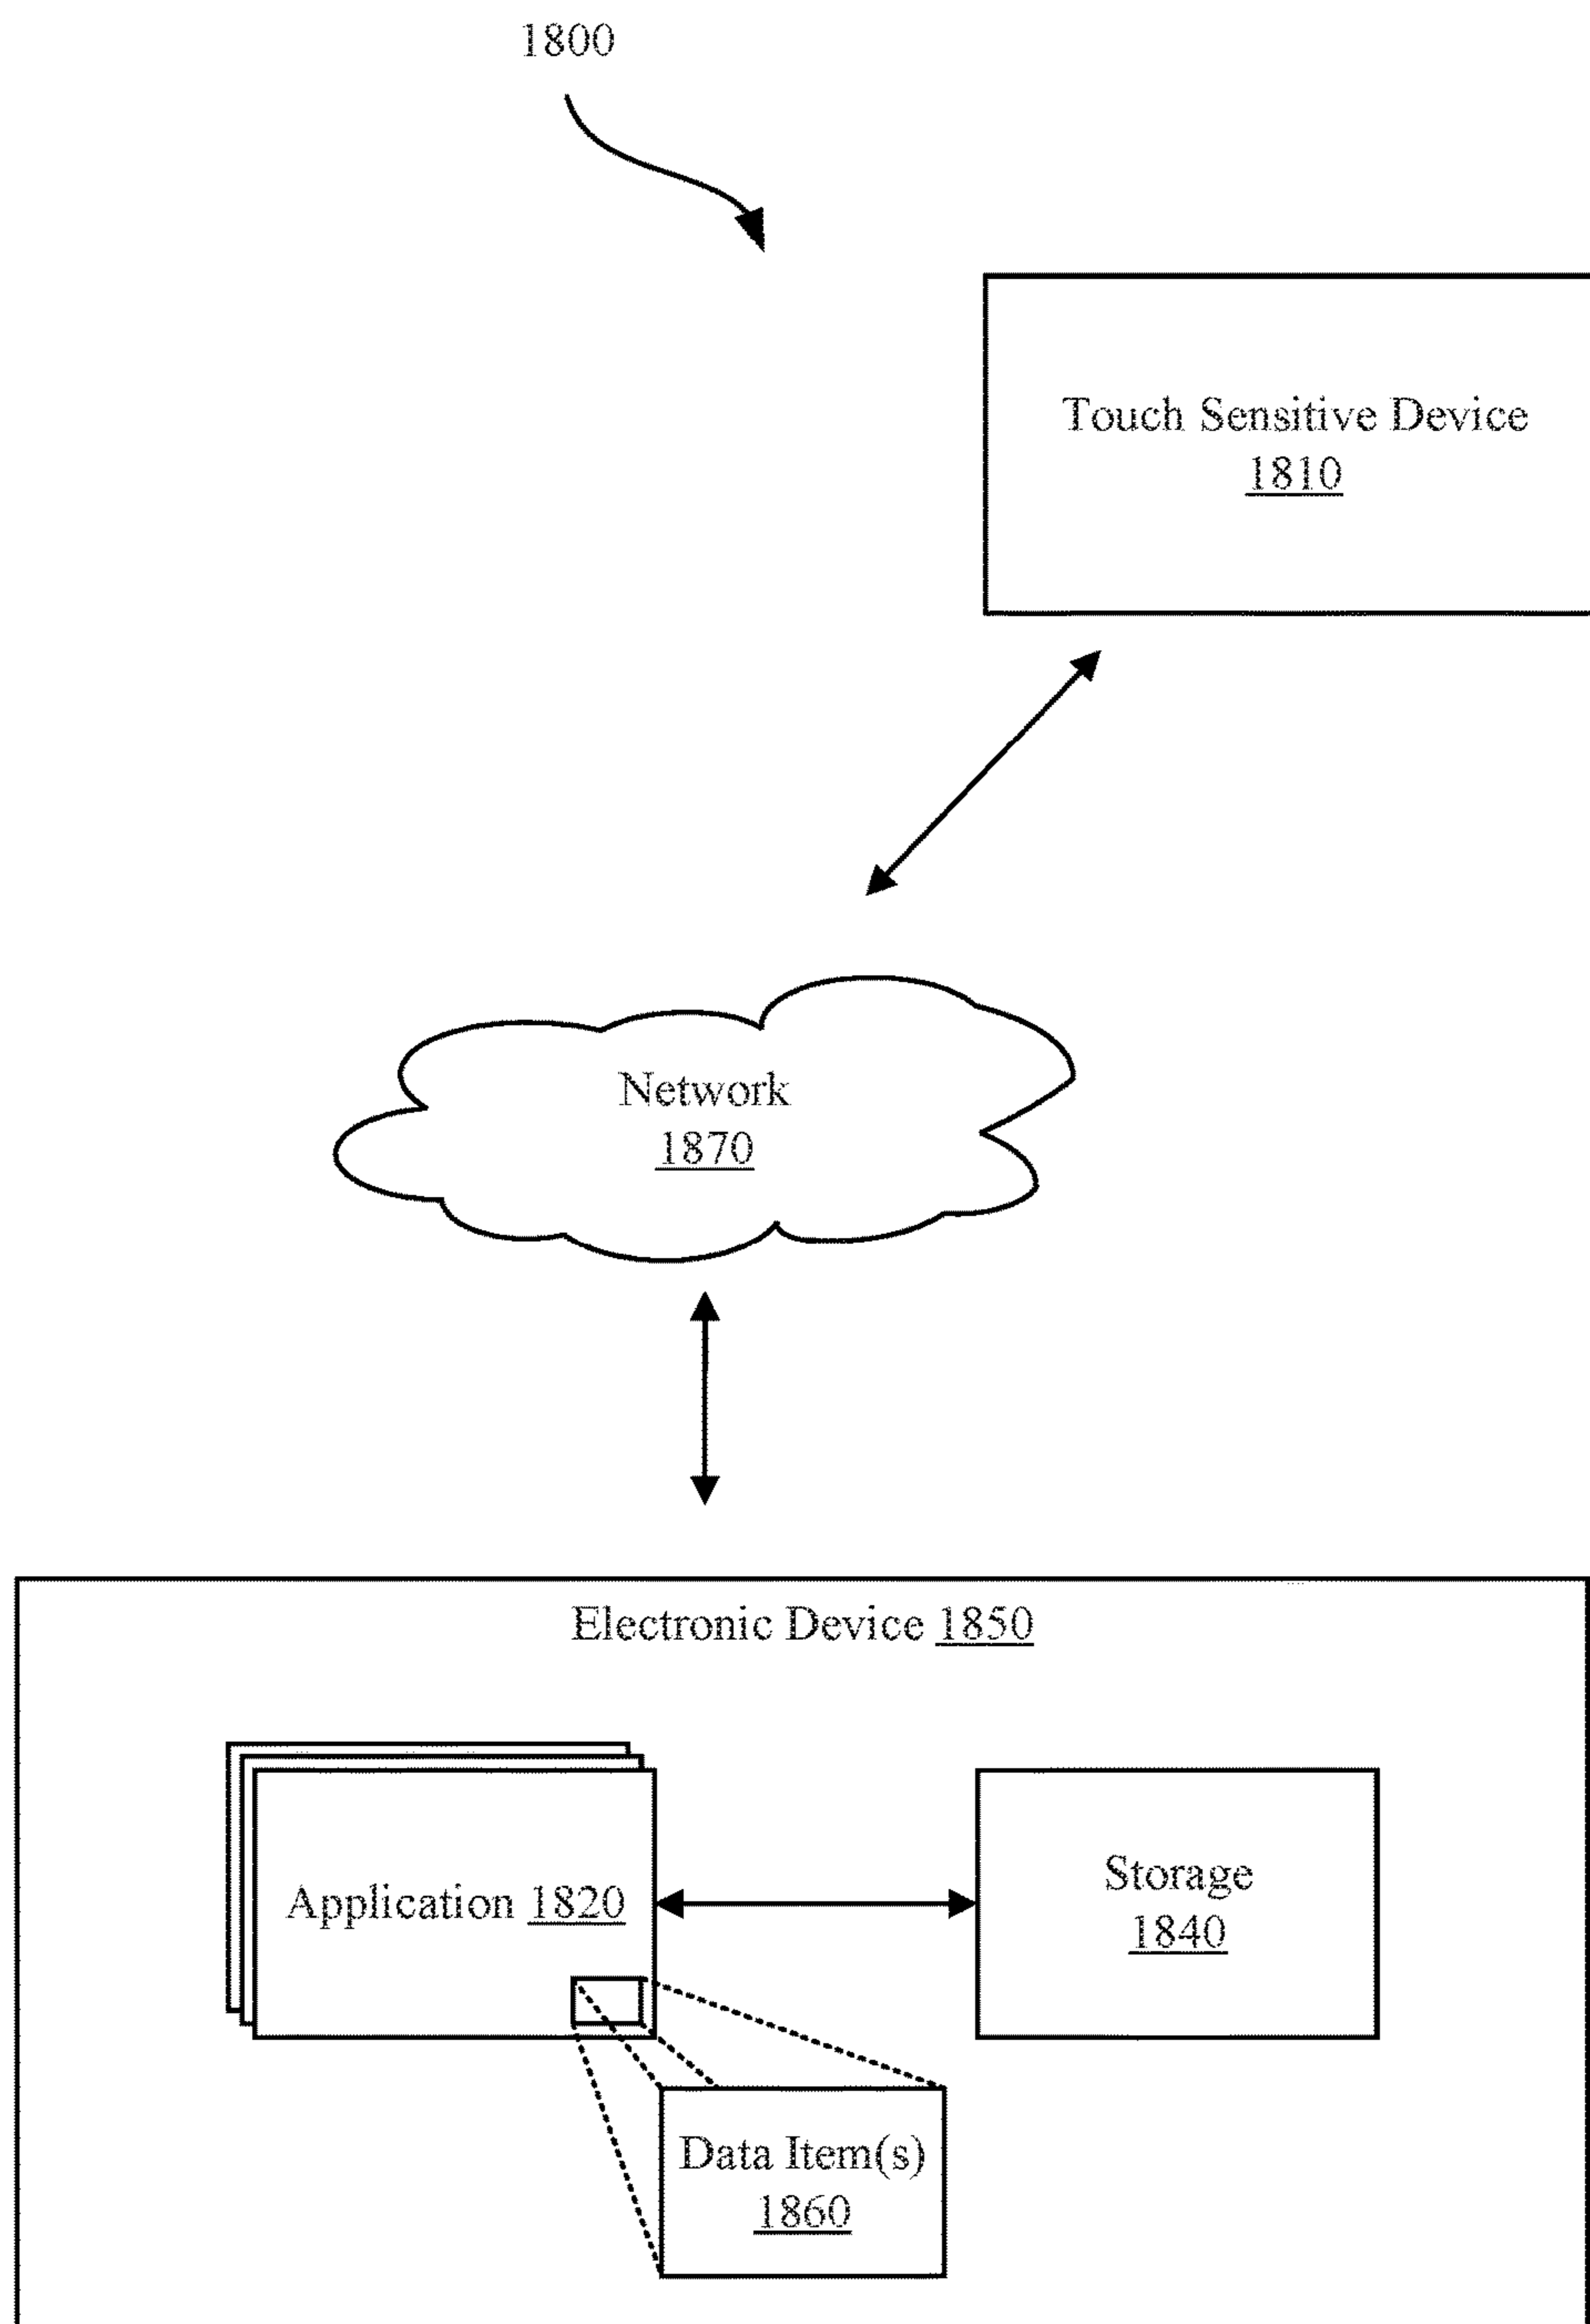 1800
Touch Sensitive Device
1810
Network
1870
Electronic Device 1850
Application 1820
Storage
1840
Data Item(s)
1860